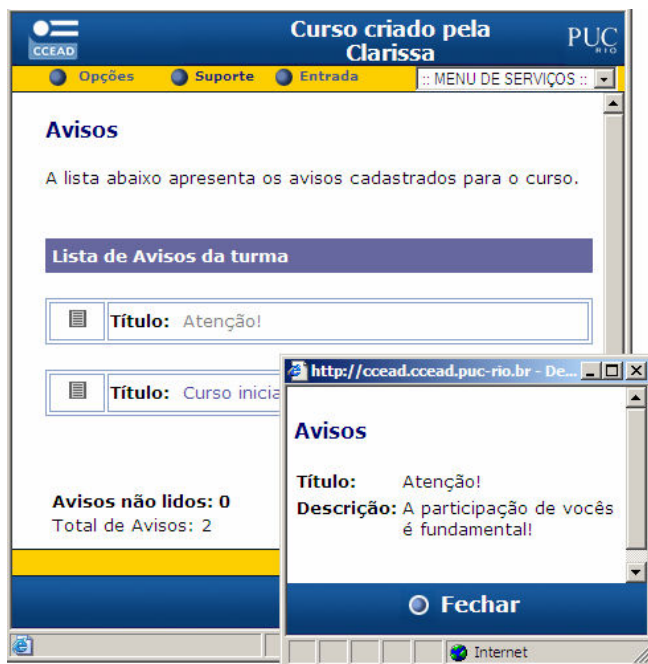 CCEAD
Curso criado pela
Clarissa
PUC
RIO
Opções Suporte Entrada :: MENU DE SERVIÇOS ::
Avisos
A lista abaixo apresenta os avisos cadastrados para o curso.
Lista de Avisos da turma
Título: Atenção!
Título: Curso inicia
Avisos não lidos: 0
Total de Avisos: 2
http://ccead.ccead.puc-rio.br - De...
Avisos
Título: Atenção!
Descrição: A participação de vocês
é fundamental!
Fechar
Internet